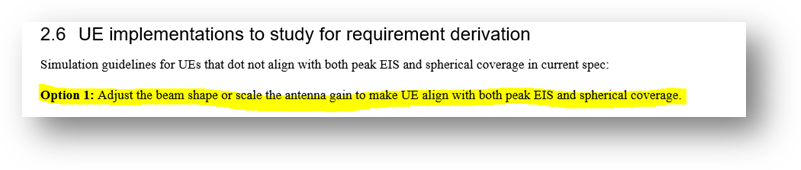 2.6 UE implementations to study for requirement derivation
Simulation guidelines for UEs that dot not align with both peak EIS and spherical coverage in current spec:
Option 1: Adjust the beam shape or scale the antenna gain to make UE align with both peak EIS and spherical coverage.